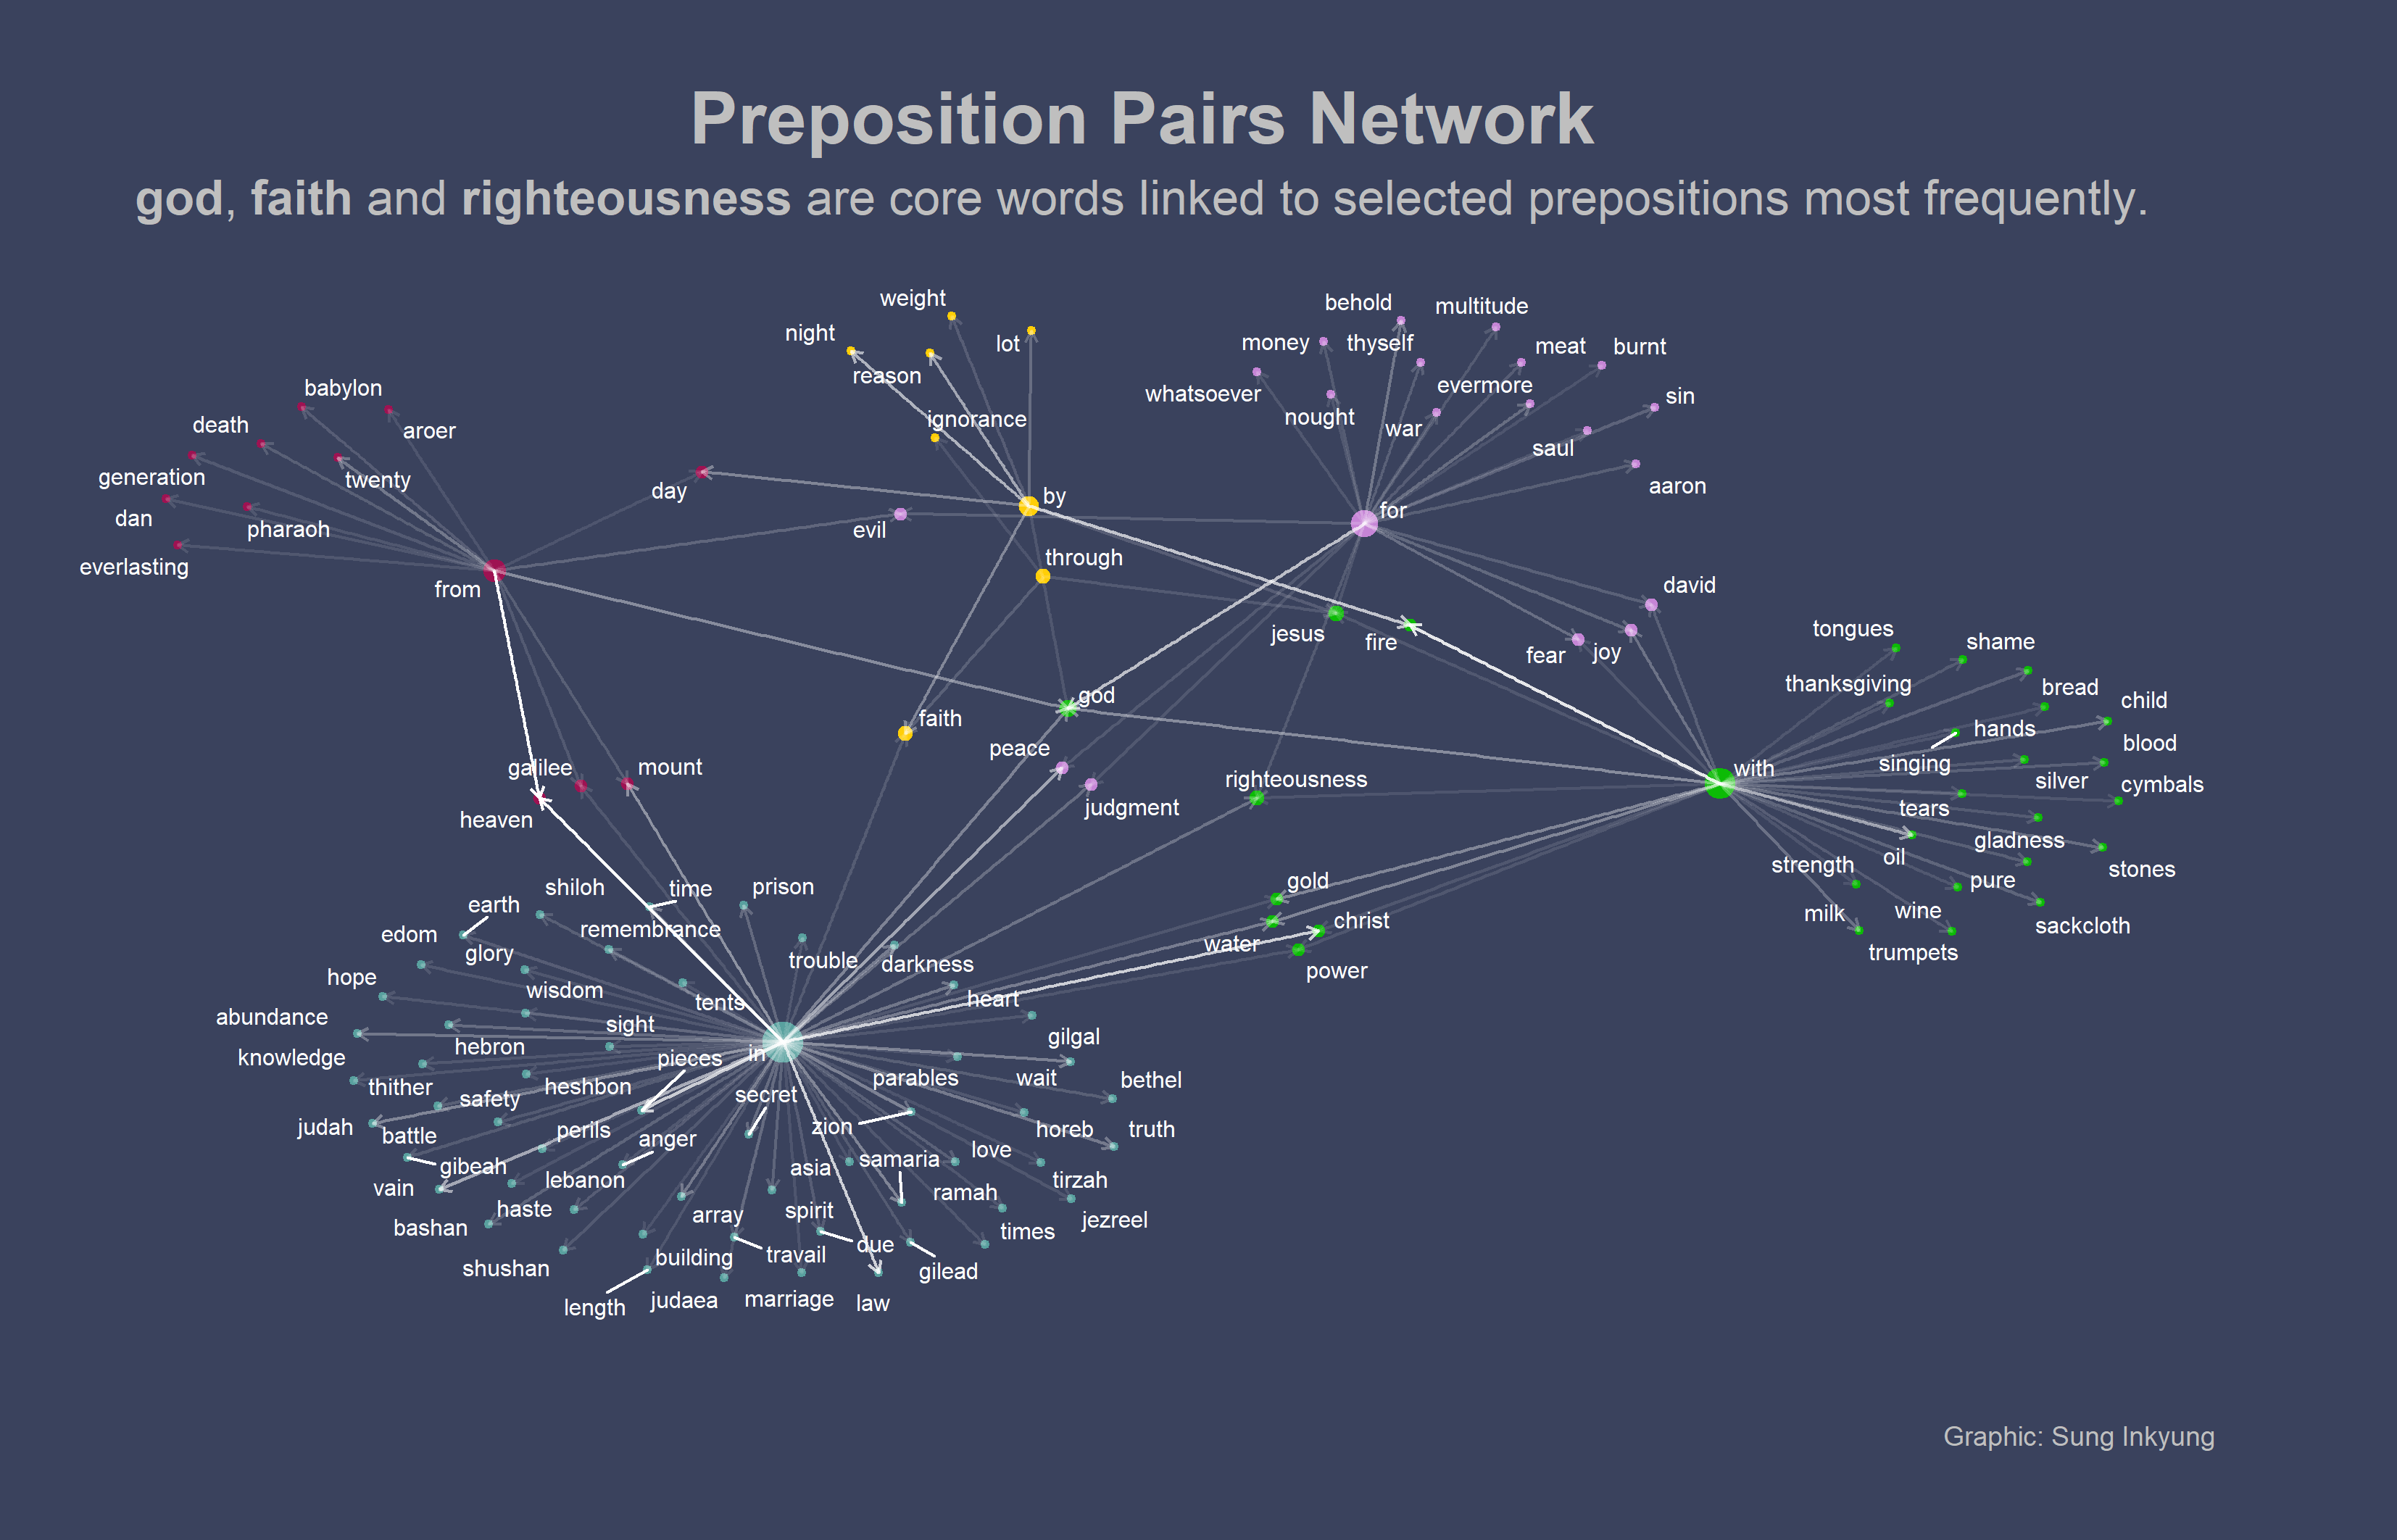 Preposition Pairs Network
god, faith and righteousness are core words linked to selected prepositions most frequently.
weight
night
lot
reason
ignorance
behold
multitude
money
thyself
meat
burnt
whatsoever
evermore
nought
sin
war
saul
aaron
babylon
death
aroer
generation
twenty
dan
pharaoh
everlasting
day
by
for
evil
through
from
david
jesus
fire
fear
joy
tongues
shame
thanksgiving
bread
child
hands
blood
singing
silver
cymbals
with
tears
gladness
oil
stones
strength
pure
milk
wine
sackcloth
trumpets
god
faith
peace
judgment
righteousness
galilee
mount
heaven
gold
christ
water
power
shiloh
time
prison
earth
edom
remembrance
glory
trouble
darkness
hope
wisdom
tents
heart
abundance
sight
gilgal
knowledge
hebron
pieces
in
thither
heshbon
parables
wait
bethel
safety
secret
judah
battle
perils
anger
zion
horeb
truth
gibeah
love
vain
lebanon
asia
samaria
tirzah
bashan
haste
array
spirit
ramah
jezreel
times
shushan
building
travail
due
gilead
length
judaea
marriage
law
Graphic: Sung Inkyung